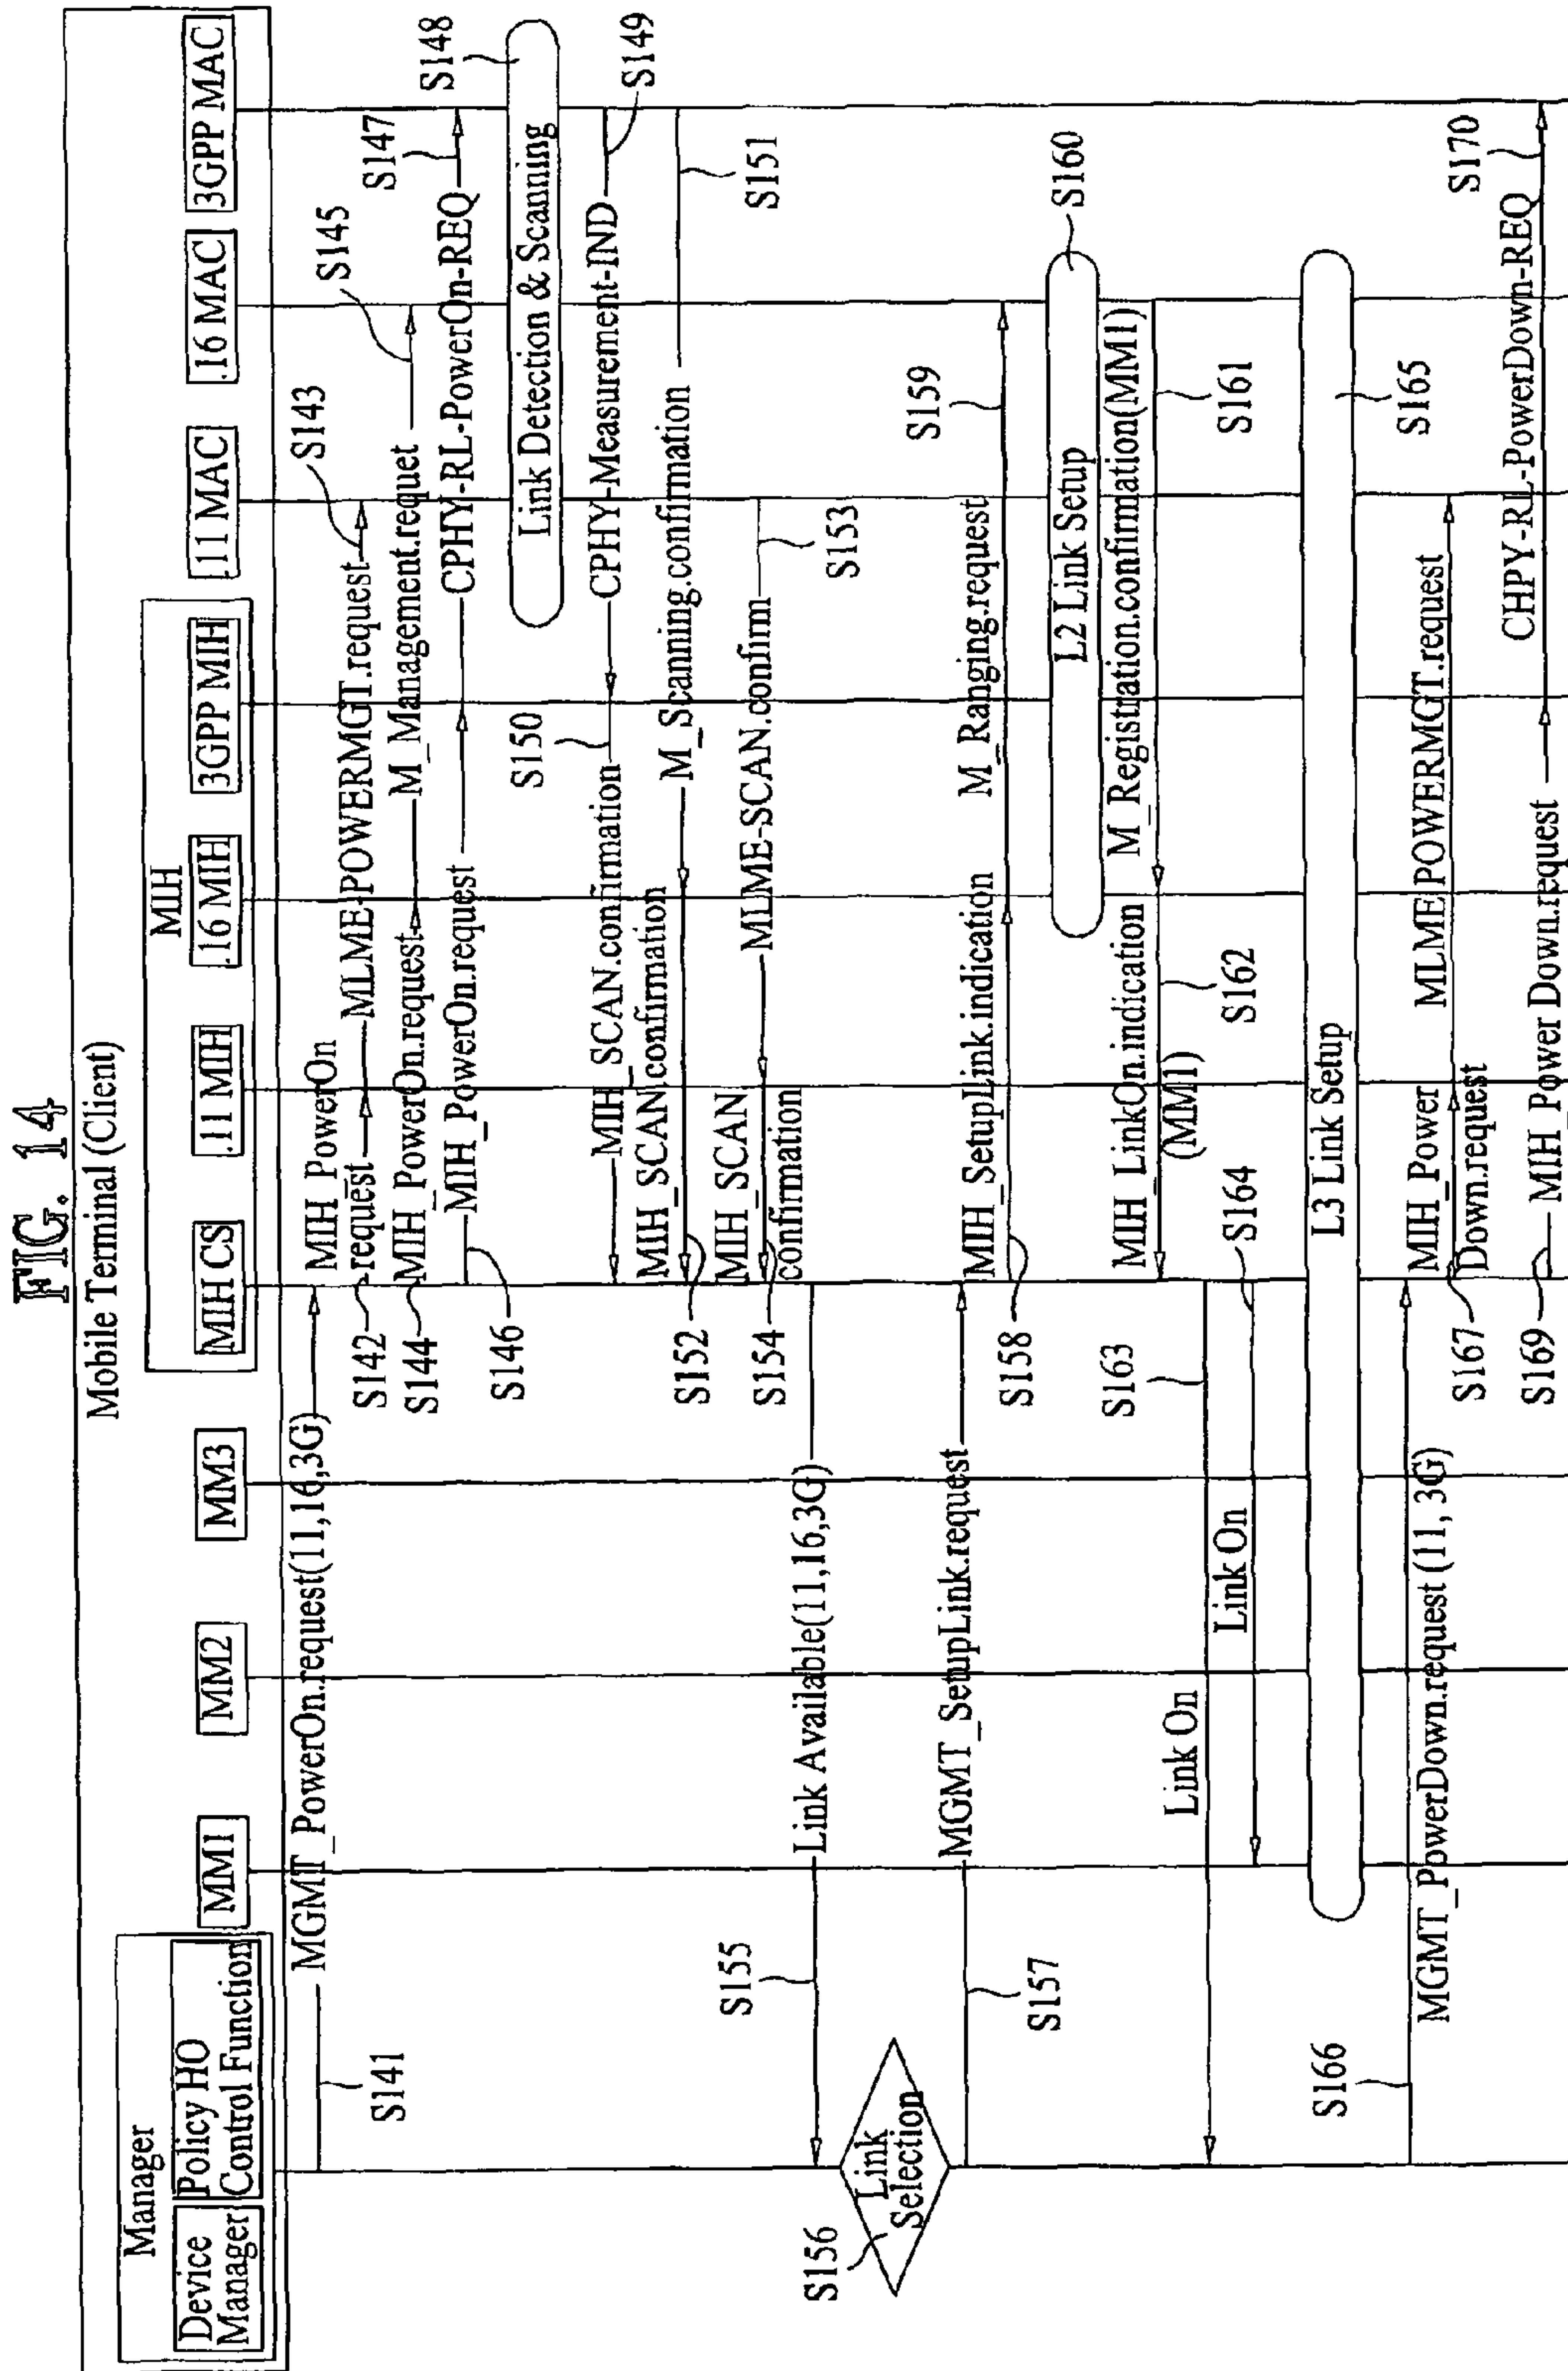 FIG. 14
Mobile Terminal (Client)
Manager
Device
Manager
Policy HO
Control Function
MM1
MM2
MM3
MIH
MIH CS
.11 MIH
.16 MIH
3GPP MIH
.11 MAC
.16 MAC
3GPP MAC
S141
MGMT_PowerOn.request(11,16,3G)
MIH_PowerOn
request
S142
MLME-POWERMGT.request
S143
S144
MIH_PowerOn.request
M_Management.requet
S145
S146
MIH_PowerOn.request
CPHY-RL-PowerOn-REQ
S147
Link Detection & Scanning
S148
CPHY-Measurement-IND
S149
MIH_SCAN.confirmation
S150
M_Scanning.confirmation
S151
MIH_SCAN.confirmation
S152
MLME-SCAN.confirm
S153
MIH_SCAN
confirmation
S154
Link Available(11,16,3G)
S155
Link
Selection
S156
MGMT_SetupLink.request
S157
MIH_SetupLink.indication
S158
M_Ranging.request
S159
L2 Link Setup
S160
M_Registration.confirmation(MM1)
S161
MIH_LinkOn.indication
(MM1)
S162
Link On
S163
Link On
S164
L3 Link Setup
S165
MGMT_PowerDown.request (11, 3G)
S166
MIH_Power
Down.request
S167
MLME-POWERMGT.request
MIH_Power Down.request
S169
CHPY-RL-PowerDown-REQ
S170